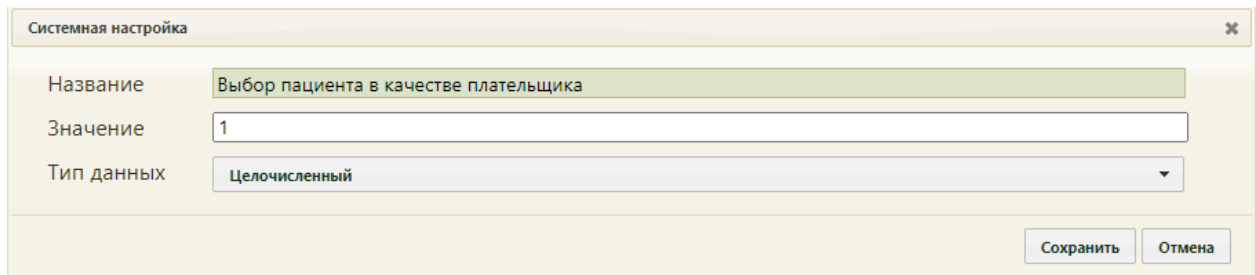 Системная настройка
Название Выбор пациента в качестве плательщика
Значение 1
Тип данных Целочисленный
Сохранить Отмена